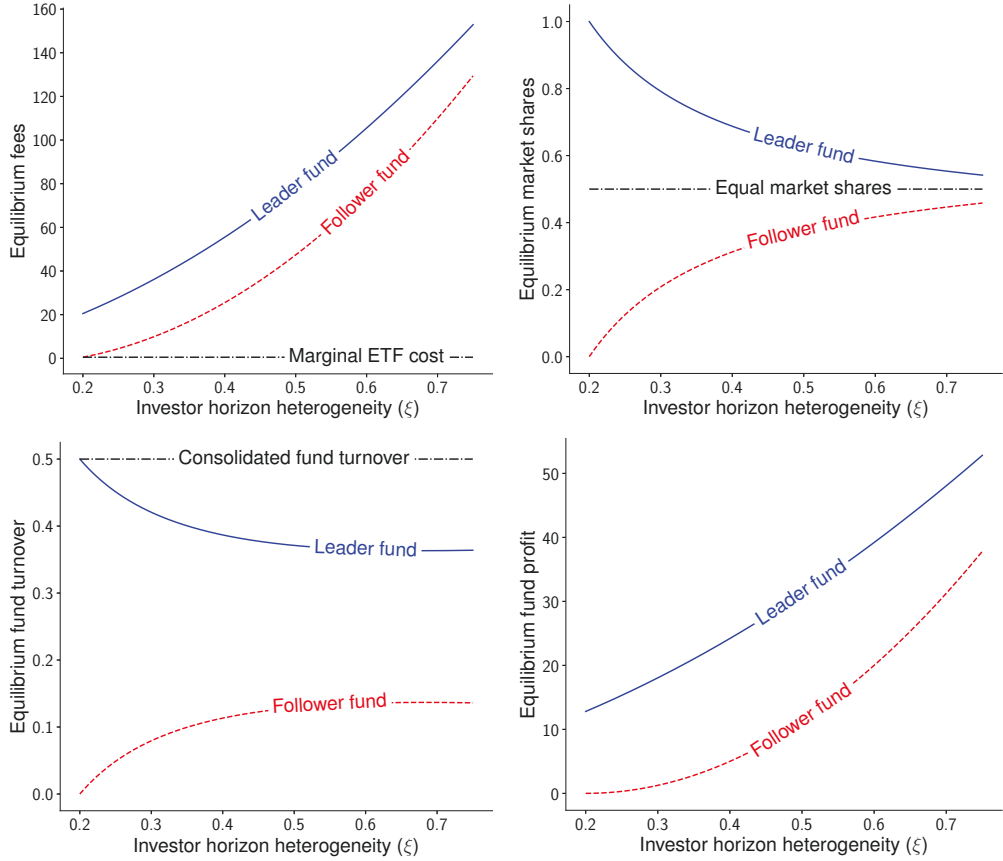 Equilibrium fees
160
140
120
100
80
60
40
20
0
Leader fund
Follower fund
Marginal ETF cost
0.2 0.3 0.4 0.5 0.6 0.7
Investor horizon heterogeneity (ξ)
Equilibrium market shares
1.0
0.8
0.6
0.4
0.2
0.0
Leader fund
Equal market shares
Follower fund
0.2 0.3 0.4 0.5 0.6 0.7
Investor horizon heterogeneity (ξ)
Equilibrium fund turnover
0.5
0.4
0.3
0.2
0.1
0.0
Consolidated fund turnover
Leader fund
Follower fund
0.2 0.3 0.4 0.5 0.6 0.7
Investor horizon heterogeneity (ξ)
Equilibrium fund profit
50
40
30
20
10
0
Leader fund
Follower fund
0.2 0.3 0.4 0.5 0.6 0.7
Investor horizon heterogeneity (ξ)